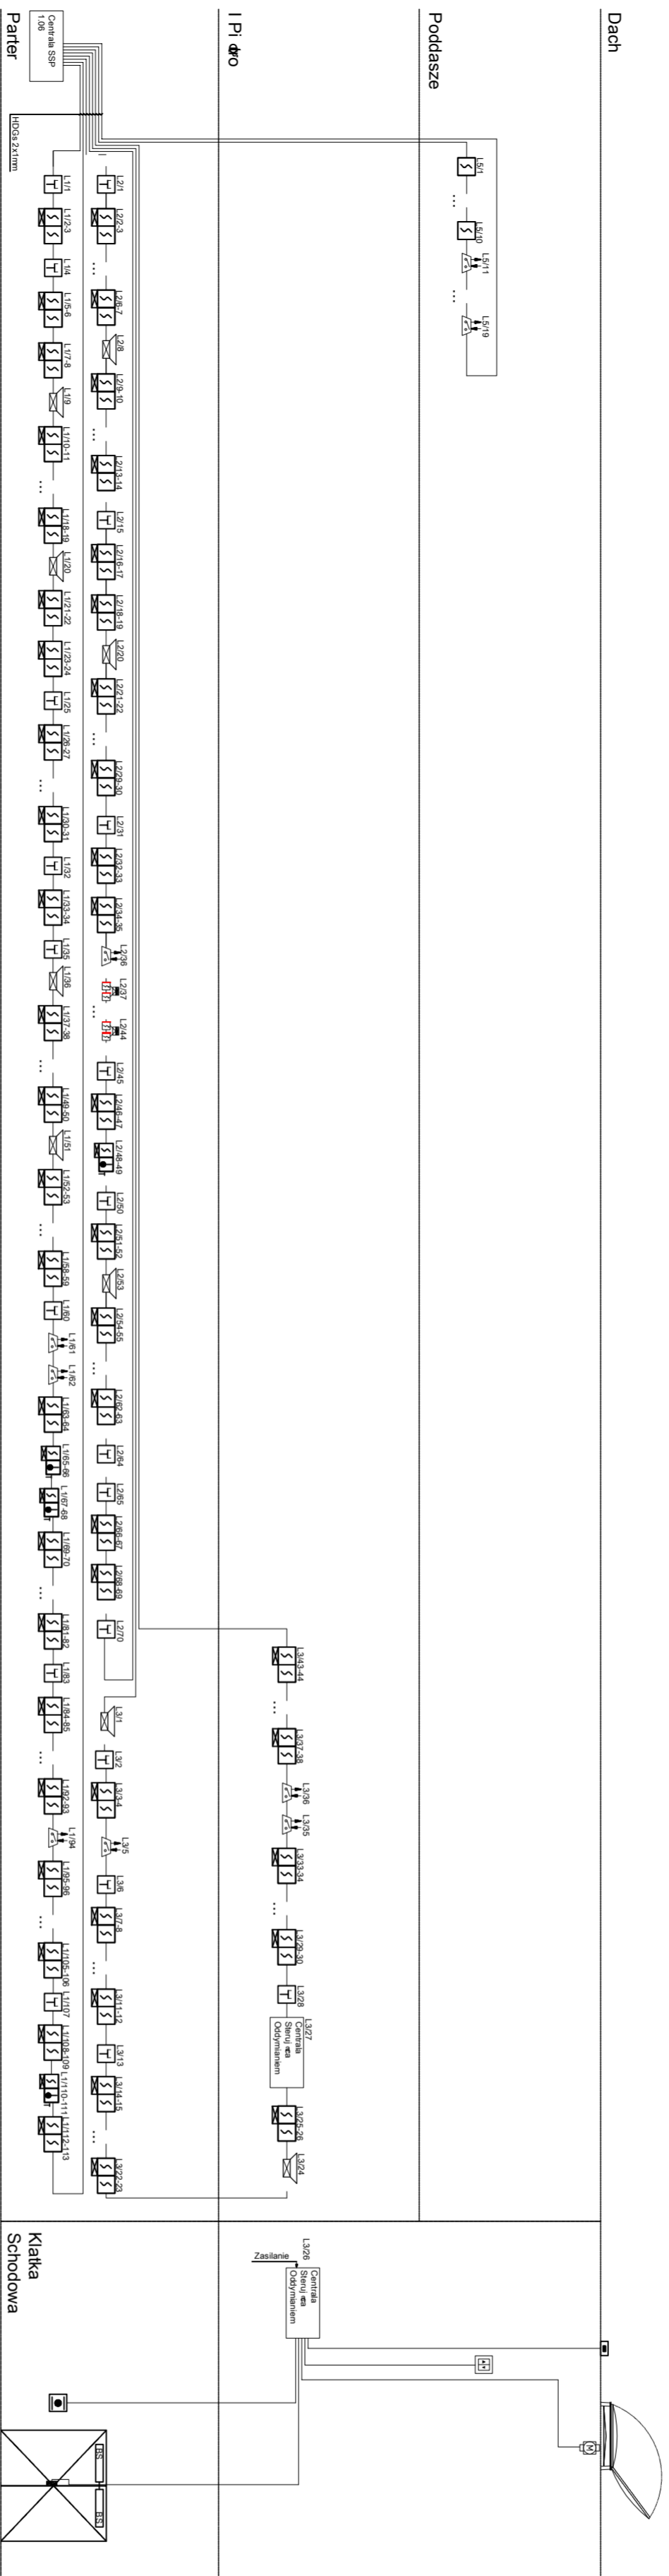 Dach
Poddasze
I Piętro
Parter
Centrala SSP
1.06
HDGs 2x1mm
L5/1
...
L5/10
L5/11
...
L5/19
L2/1
L2/2-3
...
L2/6-7
L2/8
L2/9-10
...
L2/13-14
L2/15
L2/16-17
L2/18-19
L2/20
L2/21-22
...
L2/29-30
L2/31
L2/32-33
L2/34-35
L2/36
L2/37
...
L2/44
L2/45
L2/46-47
L2/48-49
L2/50
L2/51-52
L2/53
L2/54-55
...
L2/62-63
L2/64
L2/65
L2/66-67
L2/68-69
L2/70
L3/1
L3/2
L3/3-4
L3/5
L3/6
L3/7-8
...
L3/11-12
L3/13
L3/14-15
...
L3/22-23
L1/1
L1/2-3
L1/4
L1/5-6
L1/7-8
L1/9
L1/10-11
...
L1/18-19
L1/20
L1/21-22
L1/23-24
L1/25
L1/26-27
...
L1/30-31
L1/32
L1/33-34
L1/35
L1/36
L1/37-38
...
L1/49-50
L1/51
L1/52-53
...
L1/58-59
L1/60
L1/61
L1/62
L1/63-64
L1/65-66
L1/67-68
L1/69-70
...
L1/81-82
L1/83
L1/84-85
...
L1/92-93
L1/94
L1/95-96
...
L1/105-106
L1/107
L1/108-109
L1/110-111
L1/112-113
L3/43-44
...
L3/37-38
L3/36
L3/35
L3/33-34
...
L3/29-30
L3/28
L3/27
Centrala
Oddymianiem
L3/25-26
L3/24
L3/26
Zasilanie
Centrala
Oddymianiem
M
BS
BS
Klatka
Schodowa